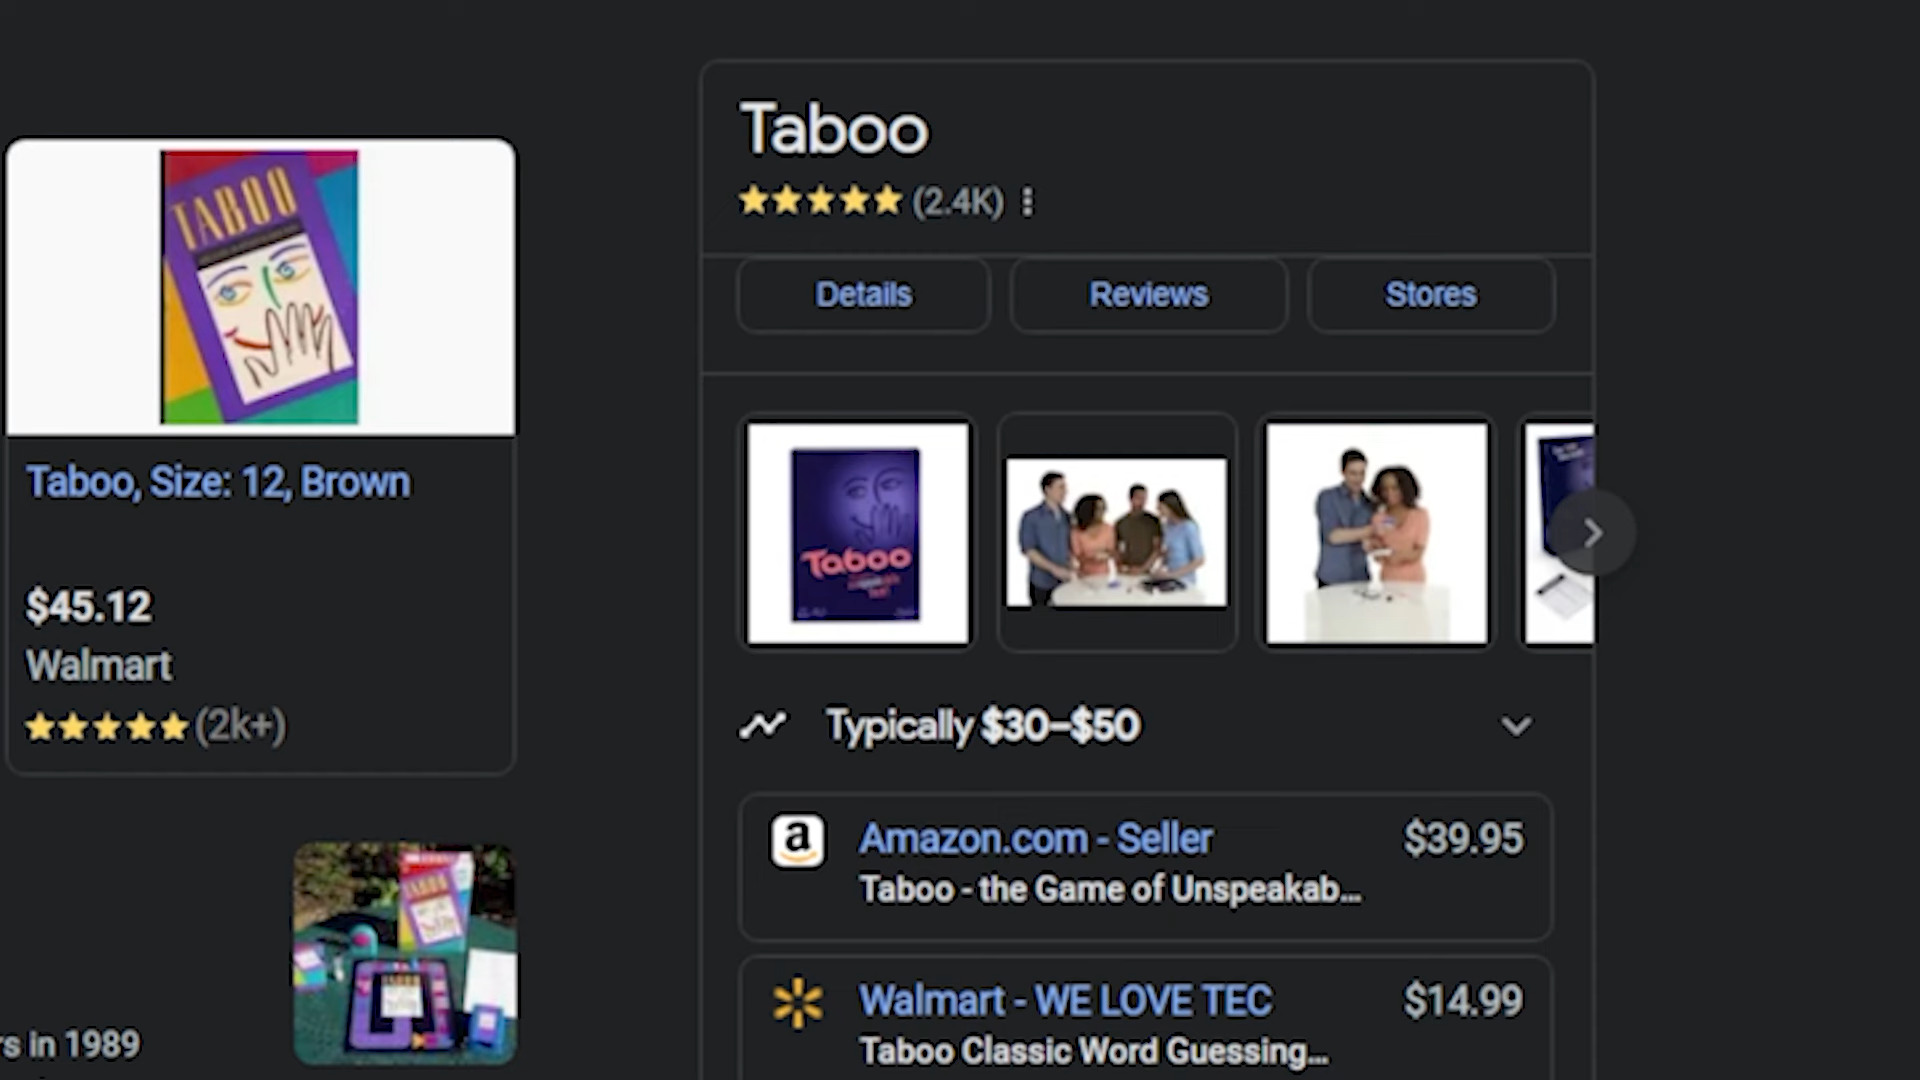 TABOO
Taboo, Size: 12, Brown
$45.12
Walmart
(2k+)
rs in 1989
Taboo
(2.4K)
Details
Reviews
Stores
Taboo
Typically $30–$50
Amazon.com - Seller
$39.95
Taboo - the Game of Unspeakab...
Walmart - WE LOVE TEC
$14.99
Taboo Classic Word Guessing...